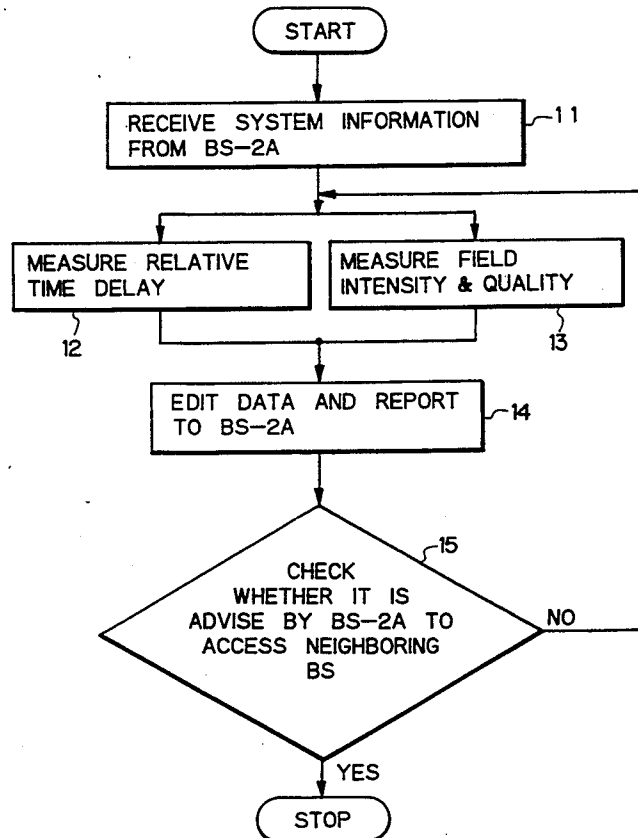 START
RECEIVE SYSTEM INFORMATION
FROM BS-2A
11
MEASURE RELATIVE
TIME DELAY
12
MEASURE FIELD
INTENSITY & QUALITY
13
EDIT DATA AND REPORT
TO BS-2A
14
15
CHECK
WHETHER IT IS
ADVISE BY BS-2A TO
ACCESS NEIGHBORING
BS
NO
YES
STOP